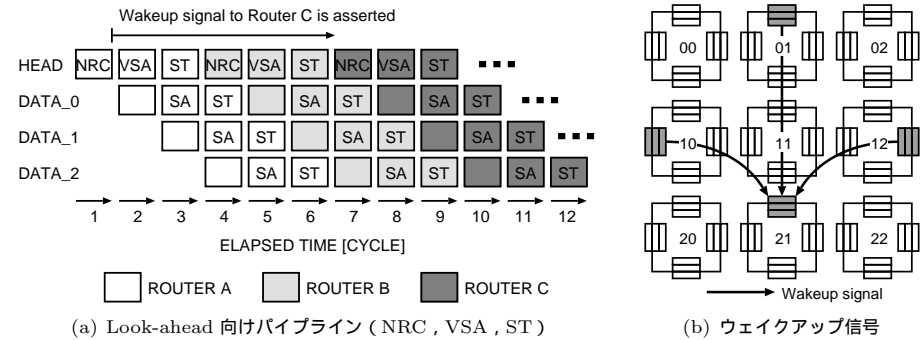 Wakeup signal to Router C is asserted
HEAD NRC VSA ST NRC VSA ST NRC VSA ST
DATA_0 SA ST SA ST SA ST
DATA_1 SA ST SA ST SA ST
DATA_2 SA ST SA ST SA ST
1 2 3 4 5 6 7 8 9 10 11 12
ELAPSED TIME [CYCLE]
ROUTER A ROUTER B ROUTER C
(a) Look-ahead 向けパイプライン(NRC,VSA,ST)
00 01 02
10 11 12
20 21 22
Wakeup signal
(b) ウェイクアップ信号